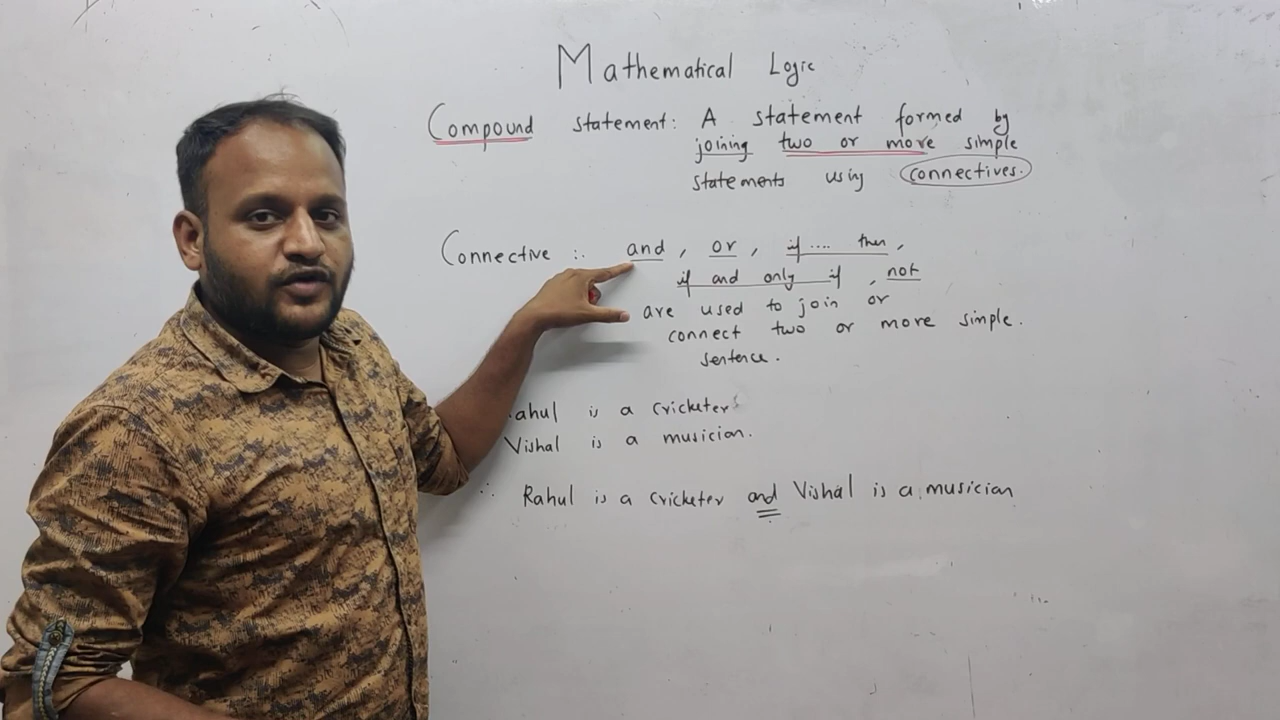 Mathematical Logic
Compound statement: A statement formed by
joining two or more simple
statements using connectives.
Connective :. and, or, if .... then,
if and only if, not
are used to join or
connect two or more simple.
sentence.
ahul is a cricketer
Vishal is a musician.
∴ Rahul is a cricketer and Vishal is a musician